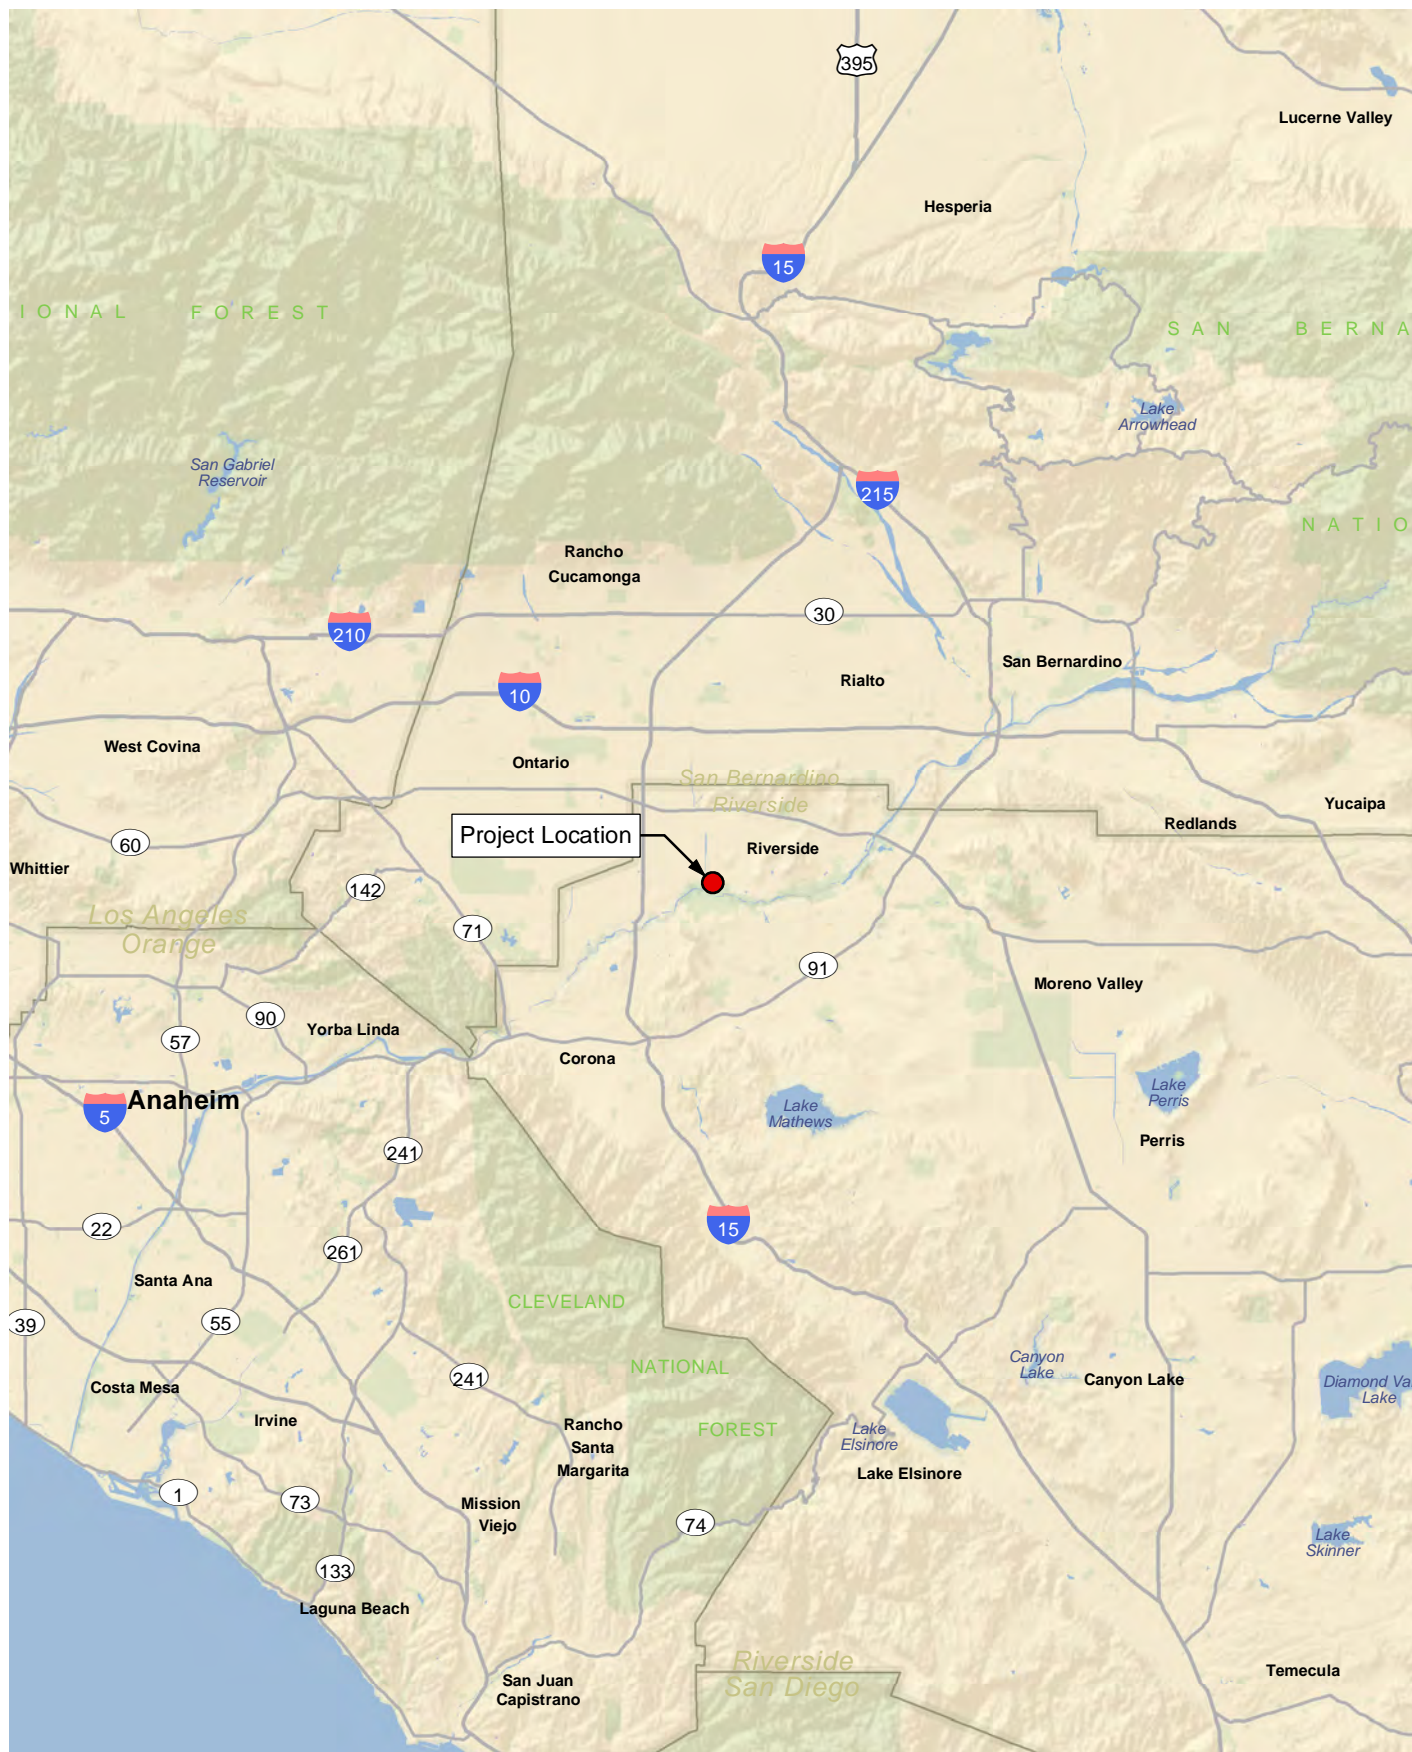 395
Lucerne Valley
Hesperia
15
IONAL FOREST
SAN BERNA
Lake
Arrowhead
San Gabriel
Reservoir
215
NATIO
Rancho
Cucamonga
30
210
San Bernardino
Rialto
10
West Covina
Ontario
San Bernardino
Riverside
Yucaipa
Redlands
Project Location
60
Riverside
Whittier
142
Los Angeles
Orange
71
91
Moreno Valley
90
Yorba Linda
57
Corona
Lake
Perris
Anaheim
5
Lake
Mathews
Perris
241
22
15
261
Santa Ana
CLEVELAND
39
55
NATIONAL
Canyon
Lake
241
Canyon Lake
Diamond Va
Lake
Costa Mesa
Irvine
Rancho
Santa
Margarita
FOREST
Lake
Elsinore
Lake Elsinore
1
73
Mission
Viejo
74
Lake
Skinner
133
Laguna Beach
Riverside
San Diego
San Juan
Capistrano
Temecula